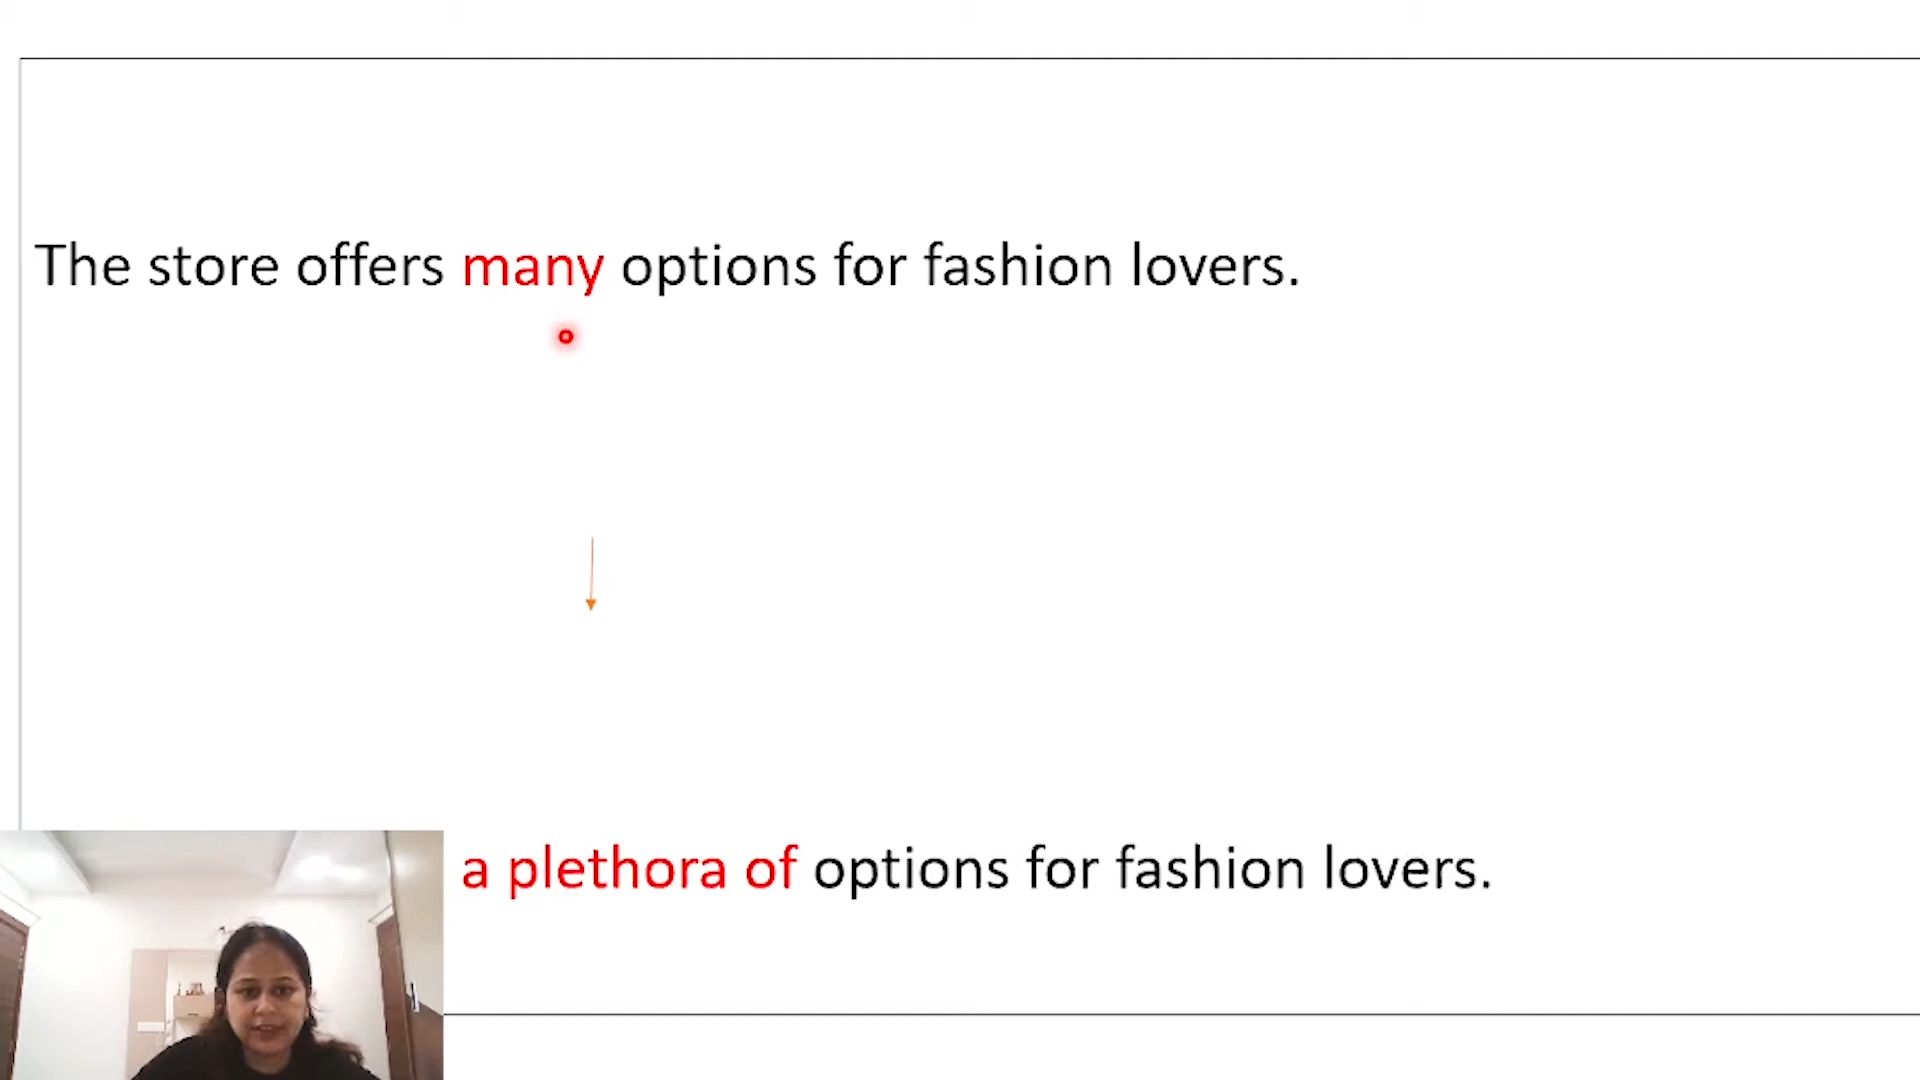 The store offers many options for fashion lovers.
a plethora of options for fashion lovers.